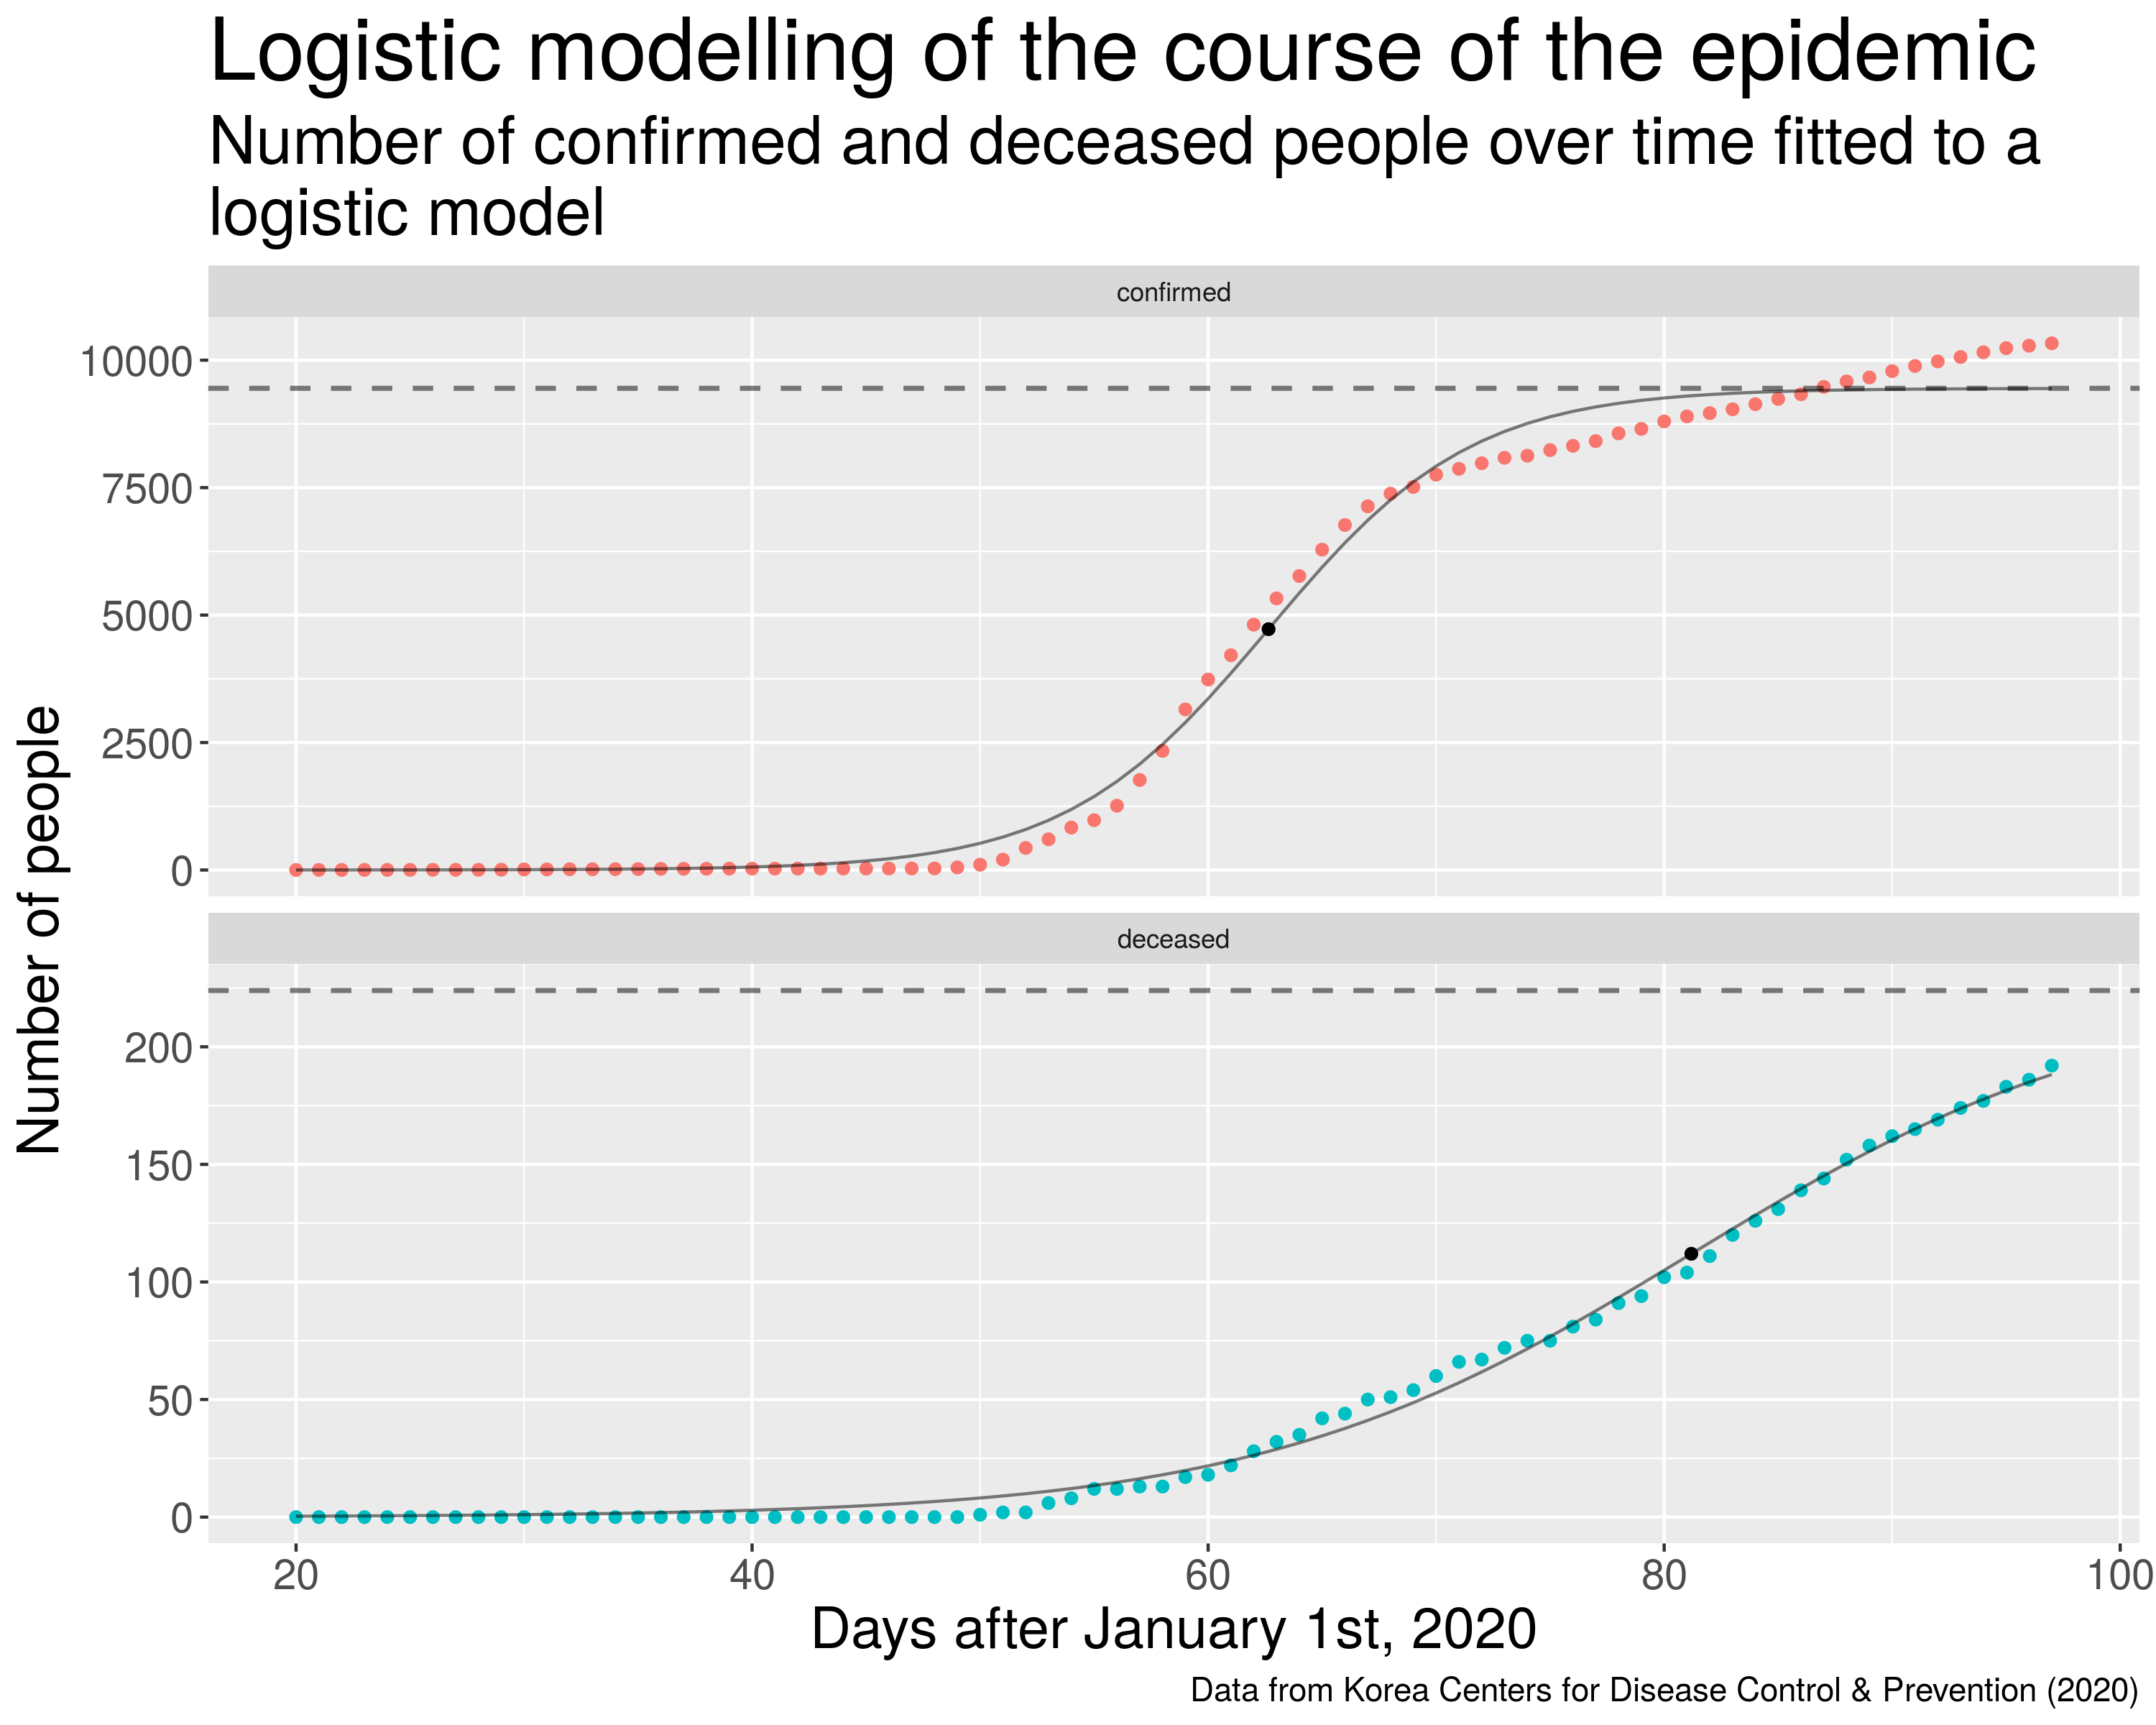 Logistic modelling of the course of the epidemic
Number of confirmed and deceased people over time fitted to a
logistic model
confirmed
10000
7500
5000
2500
0
Number of people
deceased
200
150
100
50
0
20 40 60 80 100
Days after January 1st, 2020
Data from Korea Centers for Disease Control & Prevention (2020)